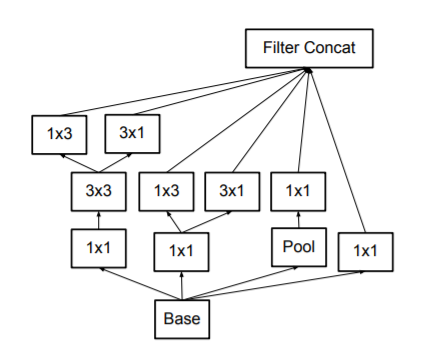 Filter Concat
1x3
3x1
3x3
1x3
3x1
1x1
1x1
1x1
Pool
1x1
Base